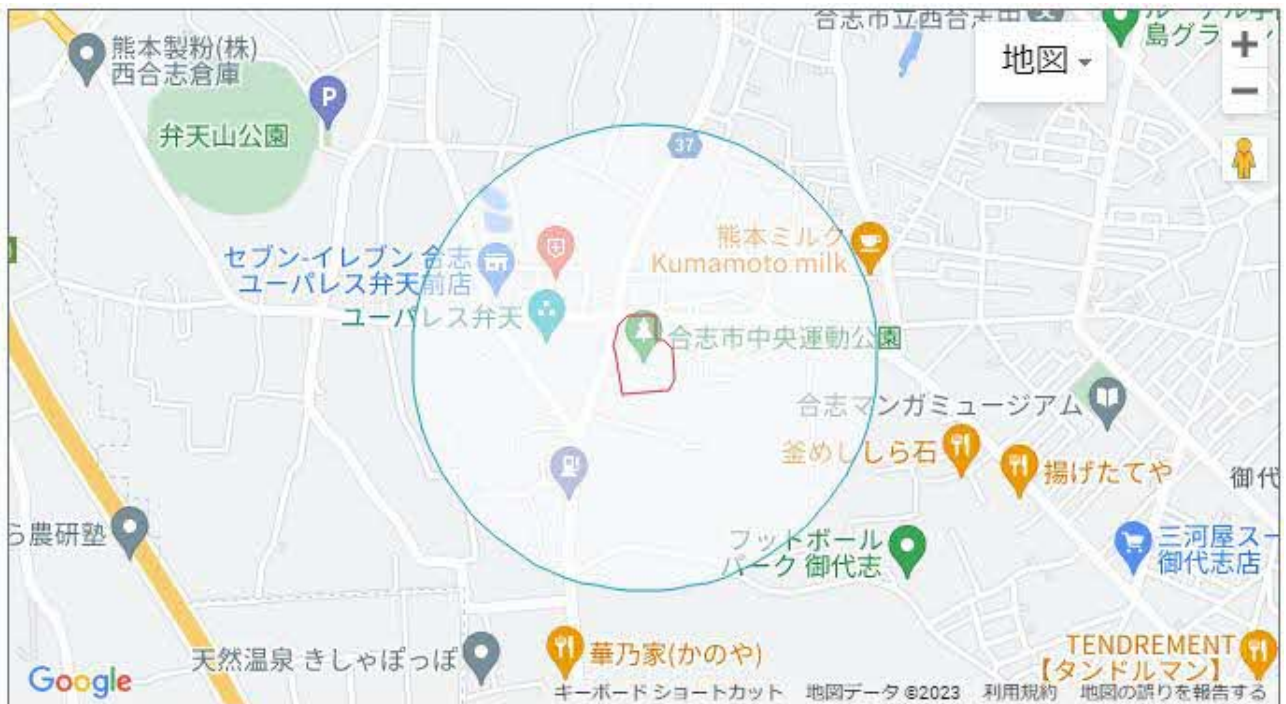 熊本製粉(株)
西合志倉庫
弁天山公園
P
合志市立西合志中
島グラ
地図
+
−
37
セブン-イレブン 合志
ユーパレス弁天前店
ユーパレス弁天
熊本ミルク
Kumamoto milk
合志市中央運動公園
合志マンガミュージアム
釜めししら石
揚げたてや
御代
ら農研塾
フットボール
パーク 御代志
三河屋スー
御代志店
天然温泉 きしゃぽっぽ
華乃家(かのや)
TENDREMENT
【タンドルマン】
Google
キーボード ショートカット 地図データ ©2023 利用規約 地図の誤りを報告する